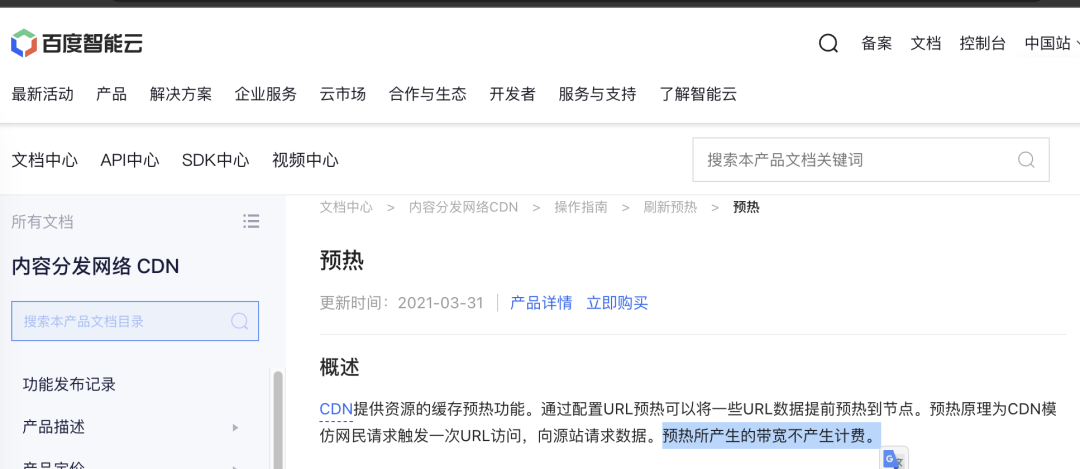 百度智能云
备案 文档 控制台 中国站
最新活动 产品 解决方案 企业服务 云市场 合作与生态 开发者 服务与支持 了解智能云
文档中心 API中心 SDK中心 视频中心
搜索本产品文档关键词
所有文档
文档中心 > 内容分发网络CDN > 操作指南 > 刷新预热 > 预热
内容分发网络 CDN
预热
搜索本产品文档目录
更新时间：2021-03-31 产品详情 立即购买
概述
功能发布记录
CDN提供资源的缓存预热功能。通过配置URL预热可以将一些URL数据提前预热到节点。预热原理为CDN模
产品描述
仿网民请求触发一次URL访问，向源站请求数据。预热所产生的带宽不产生计费。
产品定价